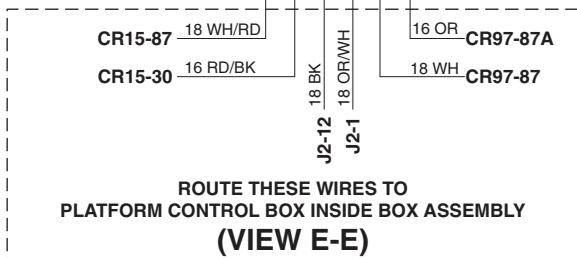 CR15-87 18 WH/RD
16 OR CR97-87A
CR15-30 16 RD/BK
18 WH CR97-87
18 BK
J2-12
18 OR/WH
J2-1
ROUTE THESE WIRES TO
PLATFORM CONTROL BOX INSIDE BOX ASSEMBLY
(VIEW E-E)